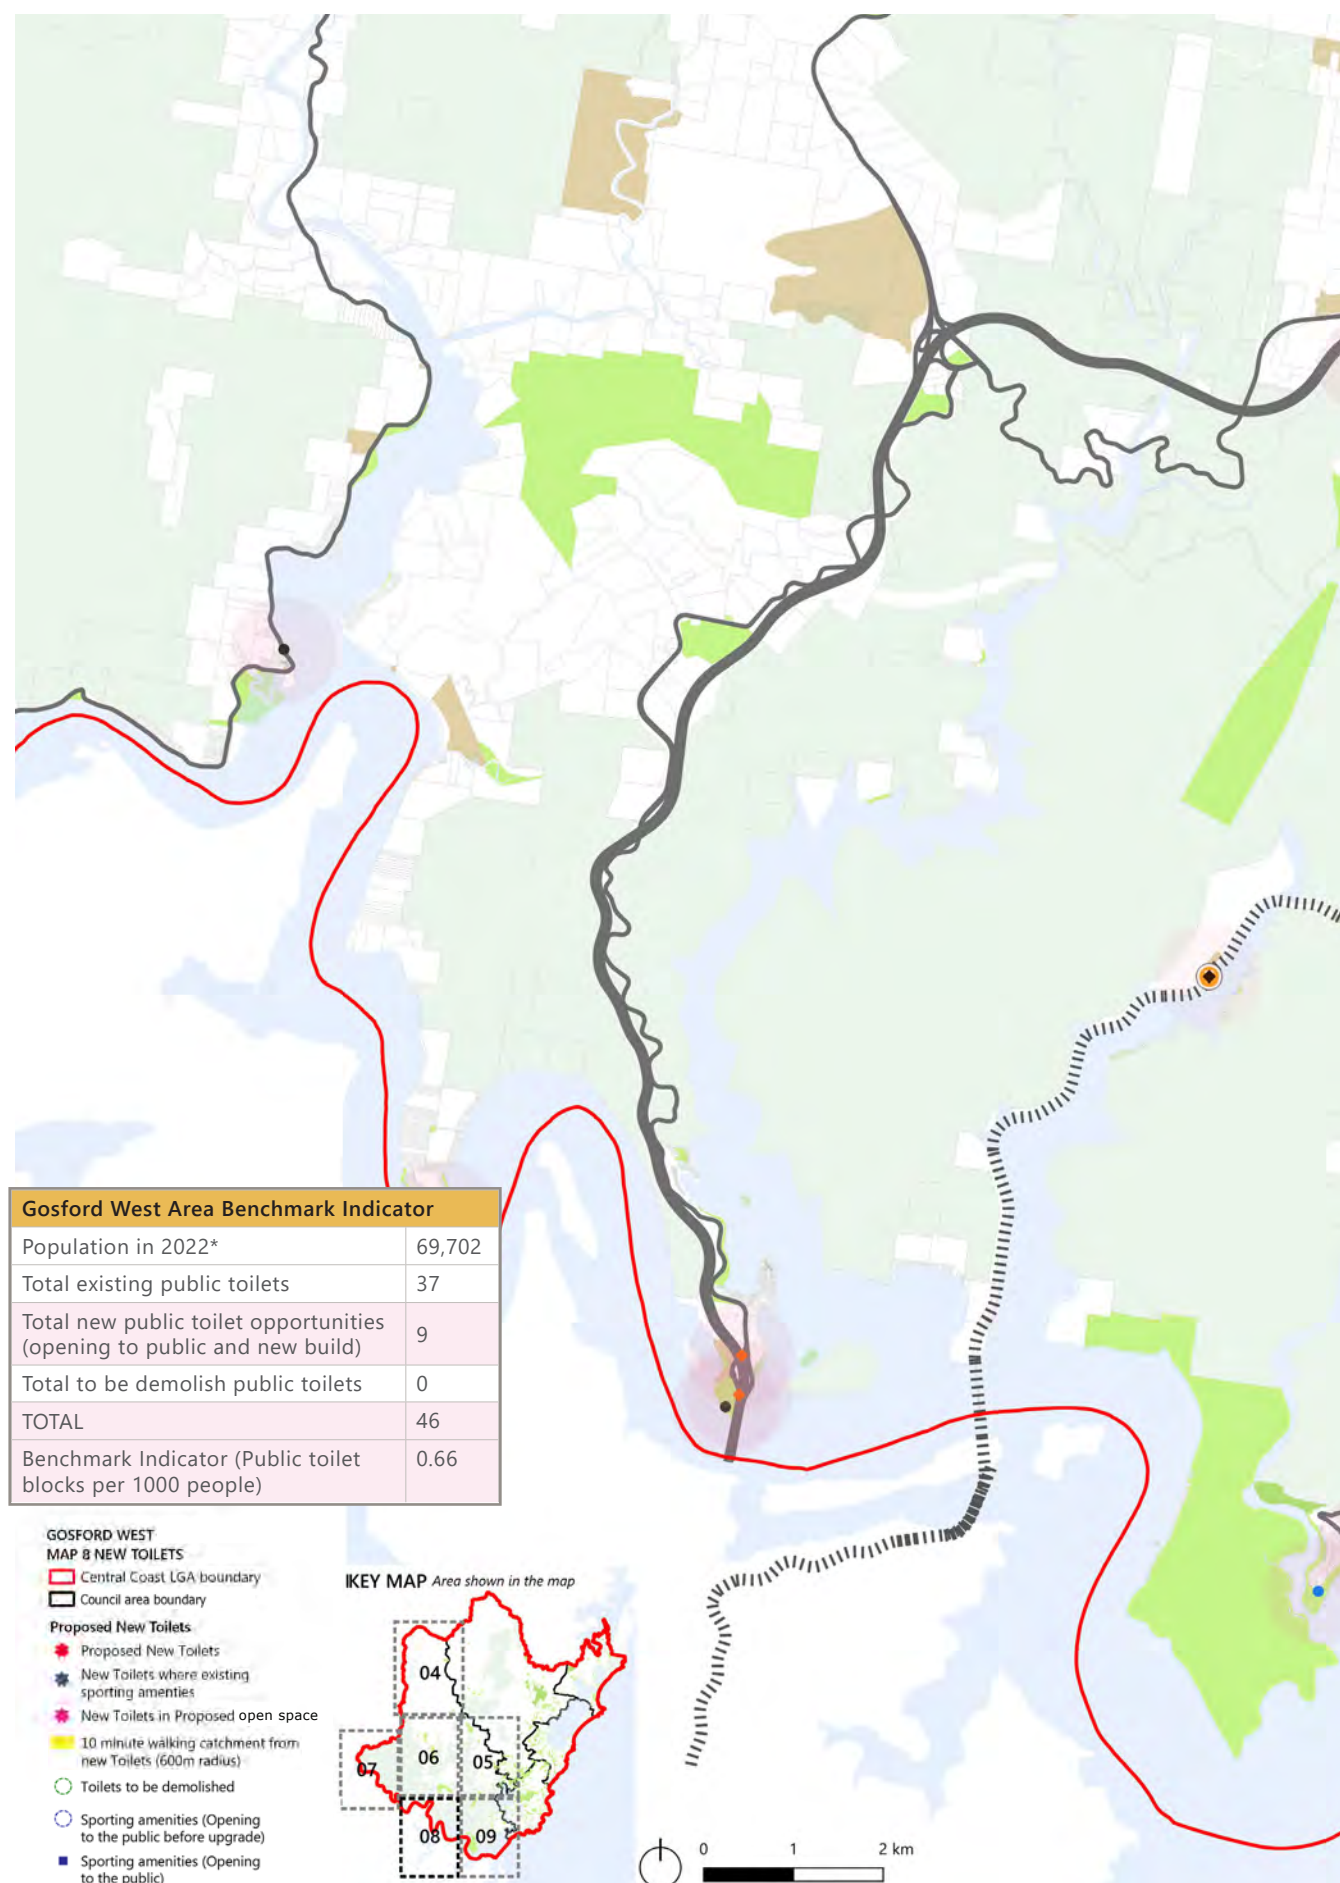 Gosford West Area Benchmark Indicator
Population in 2022* 69,702
Total existing public toilets 37
Total new public toilet opportunities
(opening to public and new build) 9
Total to be demolish public toilets 0
TOTAL 46
Benchmark Indicator (Public toilet
blocks per 1000 people) 0.66
GOSFORD WEST
MAP 8 NEW TOILETS
Central Coast LGA boundary
Council area boundary
Proposed New Toilets
Proposed New Toilets
New Toilets where existing
sporting amenties
New Toilets in Proposed open space
10 minute walking catchment from
new Toilets (600m radius)
Toilets to be demolished
Sporting amenities (Opening
to the public before upgrade)
Sporting amenities (Opening
to the public)
KEY MAP Area shown in the map
04
06
05
07
08
09
0 1 2 km